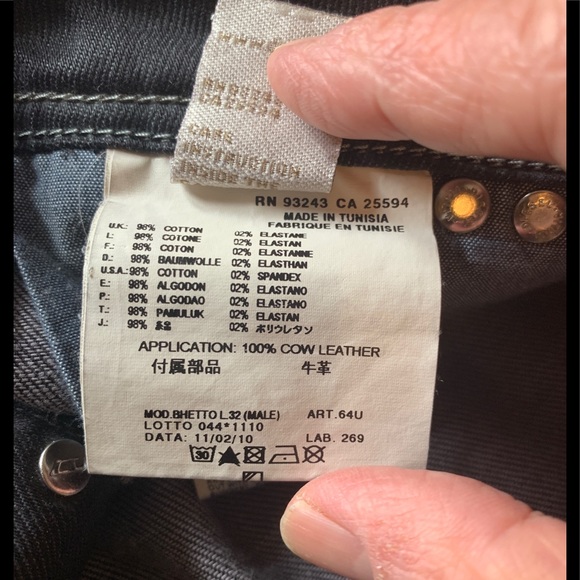 CARE
INSTRUCTION
INSIDE THE
RN 93243 CA 25594
MADE IN TUNISIA
FABRIQUE EN TUNISIE
U.K.: 98% COTTON 02% ELASTANE
I.: 98% COTONE 02% ELASTAN
F.: 98% COTON 02% ELASTANNE
D.: 98% BAUMWOLLE 02% ELASTHAN
U.S.A.: 98% COTTON 02% SPANDEX
E.: 98% ALGODON 02% ELASTANO
P.: 98% ALGODAO 02% ELASTANO
T.: 98% PAMULUK 02% ELASTAN
J.: 98% 02% ポリウレタン
APPLICATION: 100% COW LEATHER
付属部品 牛革
MOD.BHETTO L.32 (MALE) ART.64U
LOTTO 044*1110
DATA: 11/02/10 LAB. 269
30